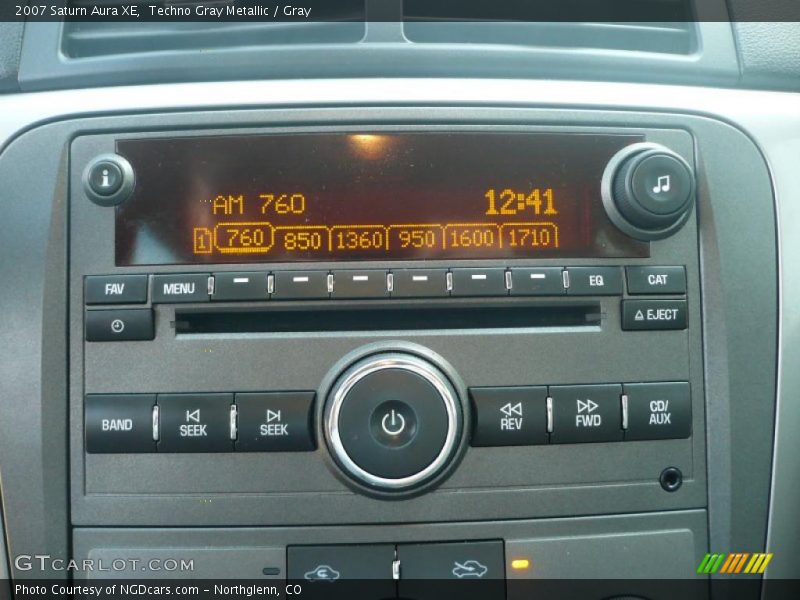 2007 Saturn Aura XE,  Techno Gray Metallic / Gray
i
AM 760 12:41
1 760 850 1360 950 1600 1710
FAV MENU EQ CAT
EJECT
BAND SEEK SEEK REV FWD CD/
AUX
GTCARLOT.COM
Photo Courtesy of NGDcars.com - Northglenn, CO